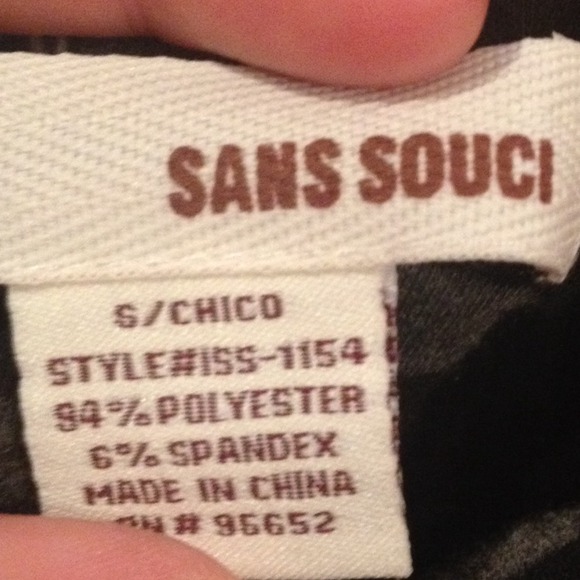 SANS SOUCI
S/CHICO
STYLE#ISS-1154
94%POLYESTER
6% SPANDEX
MADE IN CHINA
# 96652